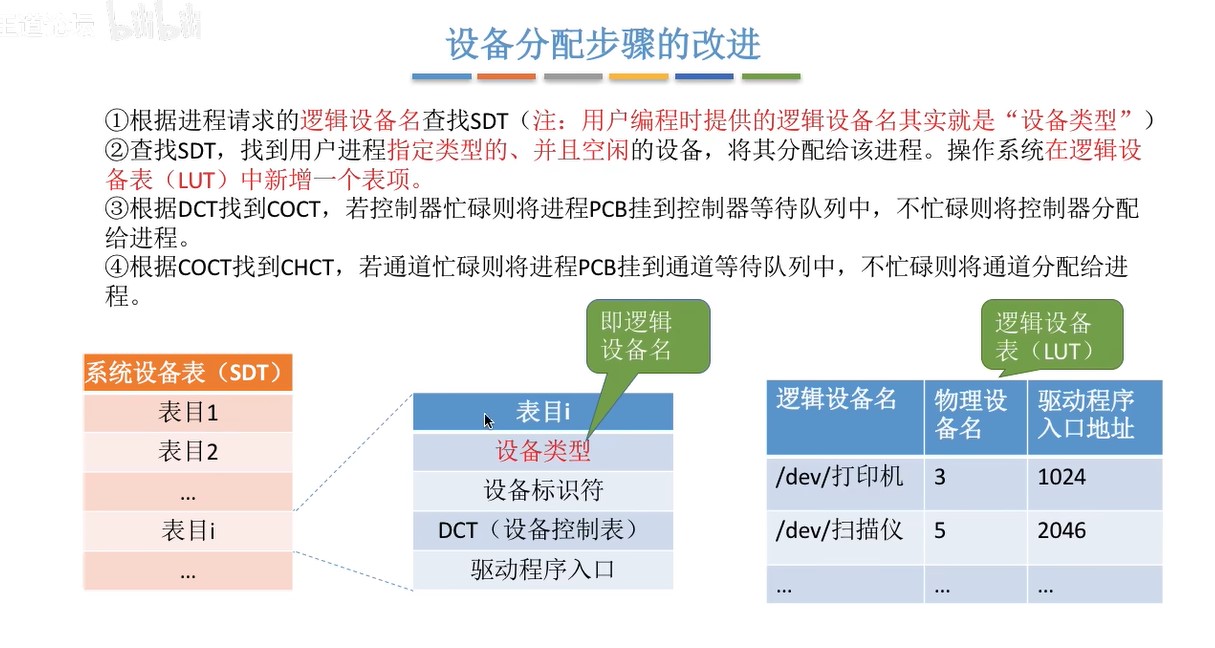 王道论坛
bilibili
设备分配步骤的改进
①根据进程请求的逻辑设备名查找SDT（注：用户编程时提供的逻辑设备名其实就是“设备类型”）
②查找SDT，找到用户进程指定类型的、并且空闲的设备，将其分配给该进程。操作系统在逻辑设
备表（LUT）中新增一个表项。
③根据DCT找到COCT，若控制器忙碌则将进程PCB挂到控制器等待队列中，不忙碌则将控制器分配
给进程。
④根据COCT找到CHCT，若通道忙碌则将进程PCB挂到通道等待队列中，不忙碌则将通道分配给进
程。
即逻辑
设备名
逻辑设备
表（LUT）
系统设备表（SDT）
表目1
表目2
...
表目i
...
表目i
设备类型
设备标识符
DCT（设备控制表）
驱动程序入口
逻辑设备名 物理设 驱动程序
备名 入口地址
/dev/打印机 3 1024
/dev/扫描仪 5 2046
... ... ...